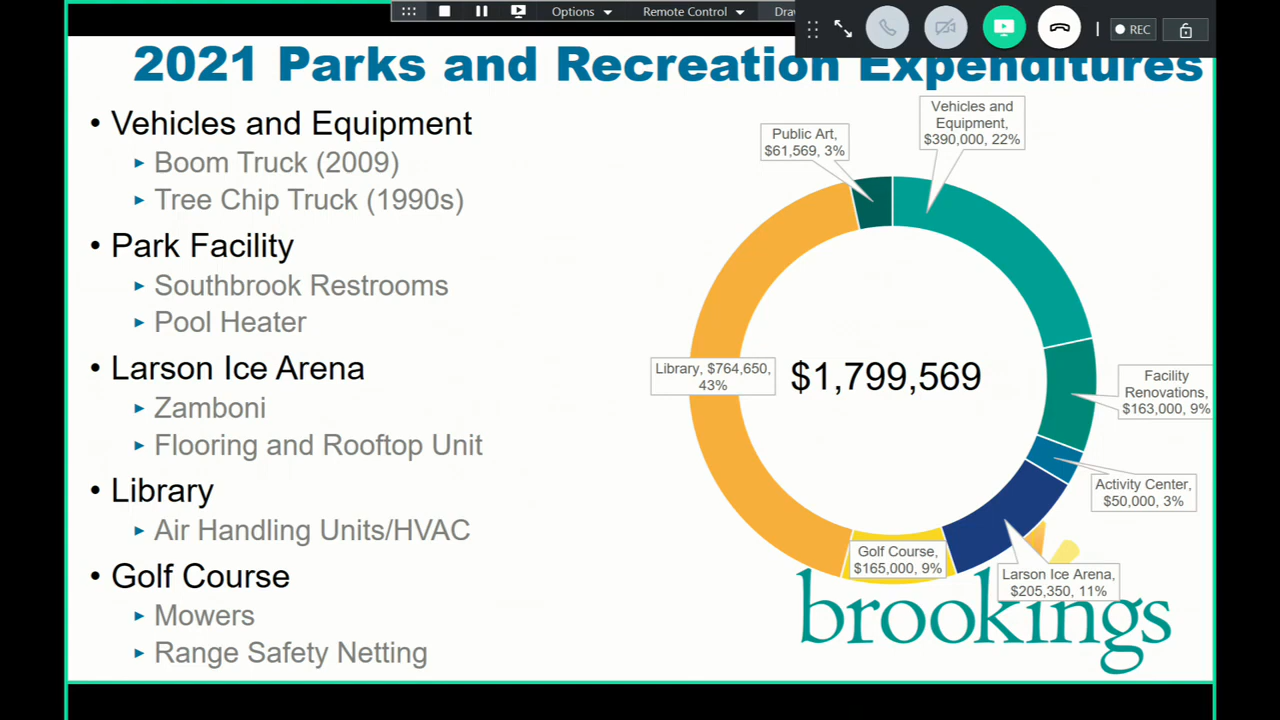 Options
Remote Control
REC
2021 Parks and Recreation Expenditures
• Vehicles and Equipment
▸ Boom Truck (2009)
▸ Tree Chip Truck (1990s)
• Park Facility
▸ Southbrook Restrooms
▸ Pool Heater
• Larson Ice Arena
▸ Zamboni
▸ Flooring and Rooftop Unit
• Library
▸ Air Handling Units/HVAC
• Golf Course
▸ Mowers
▸ Range Safety Netting
Public Art,
$61,569, 3%
Vehicles and
Equipment,
$390,000, 22%
Library, $764,650,
43%
$1,799,569
Facility
Renovations,
$163,000, 9%
Activity Center,
$50,000, 3%
Golf Course,
$165,000, 9%
Larson Ice Arena,
$205,350, 11%
brookings